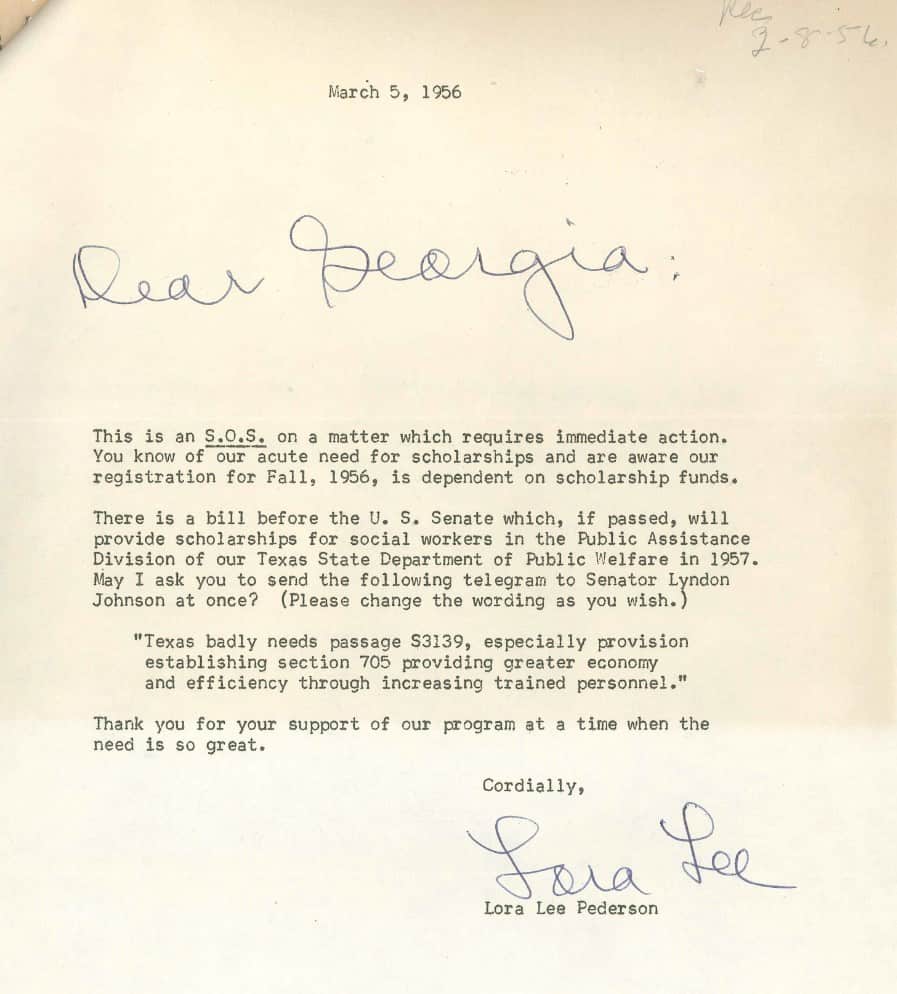 Rec
3-8-56.
March 5, 1956
Dear Georgia:
This is an S.O.S. on a matter which requires immediate action.
You know of our acute need for scholarships and are aware our
registration for Fall, 1956, is dependent on scholarship funds.
There is a bill before the U. S. Senate which, if passed, will
provide scholarships for social workers in the Public Assistance
Division of our Texas State Department of Public Welfare in 1957.
May I ask you to send the following telegram to Senator Lyndon
Johnson at once?  (Please change the wording as you wish.)
"Texas badly needs passage S3139, especially provision
establishing section 705 providing greater economy
and efficiency through increasing trained personnel."
Thank you for your support of our program at a time when the
need is so great.
Cordially,
Lora Lee
Lora Lee Pederson